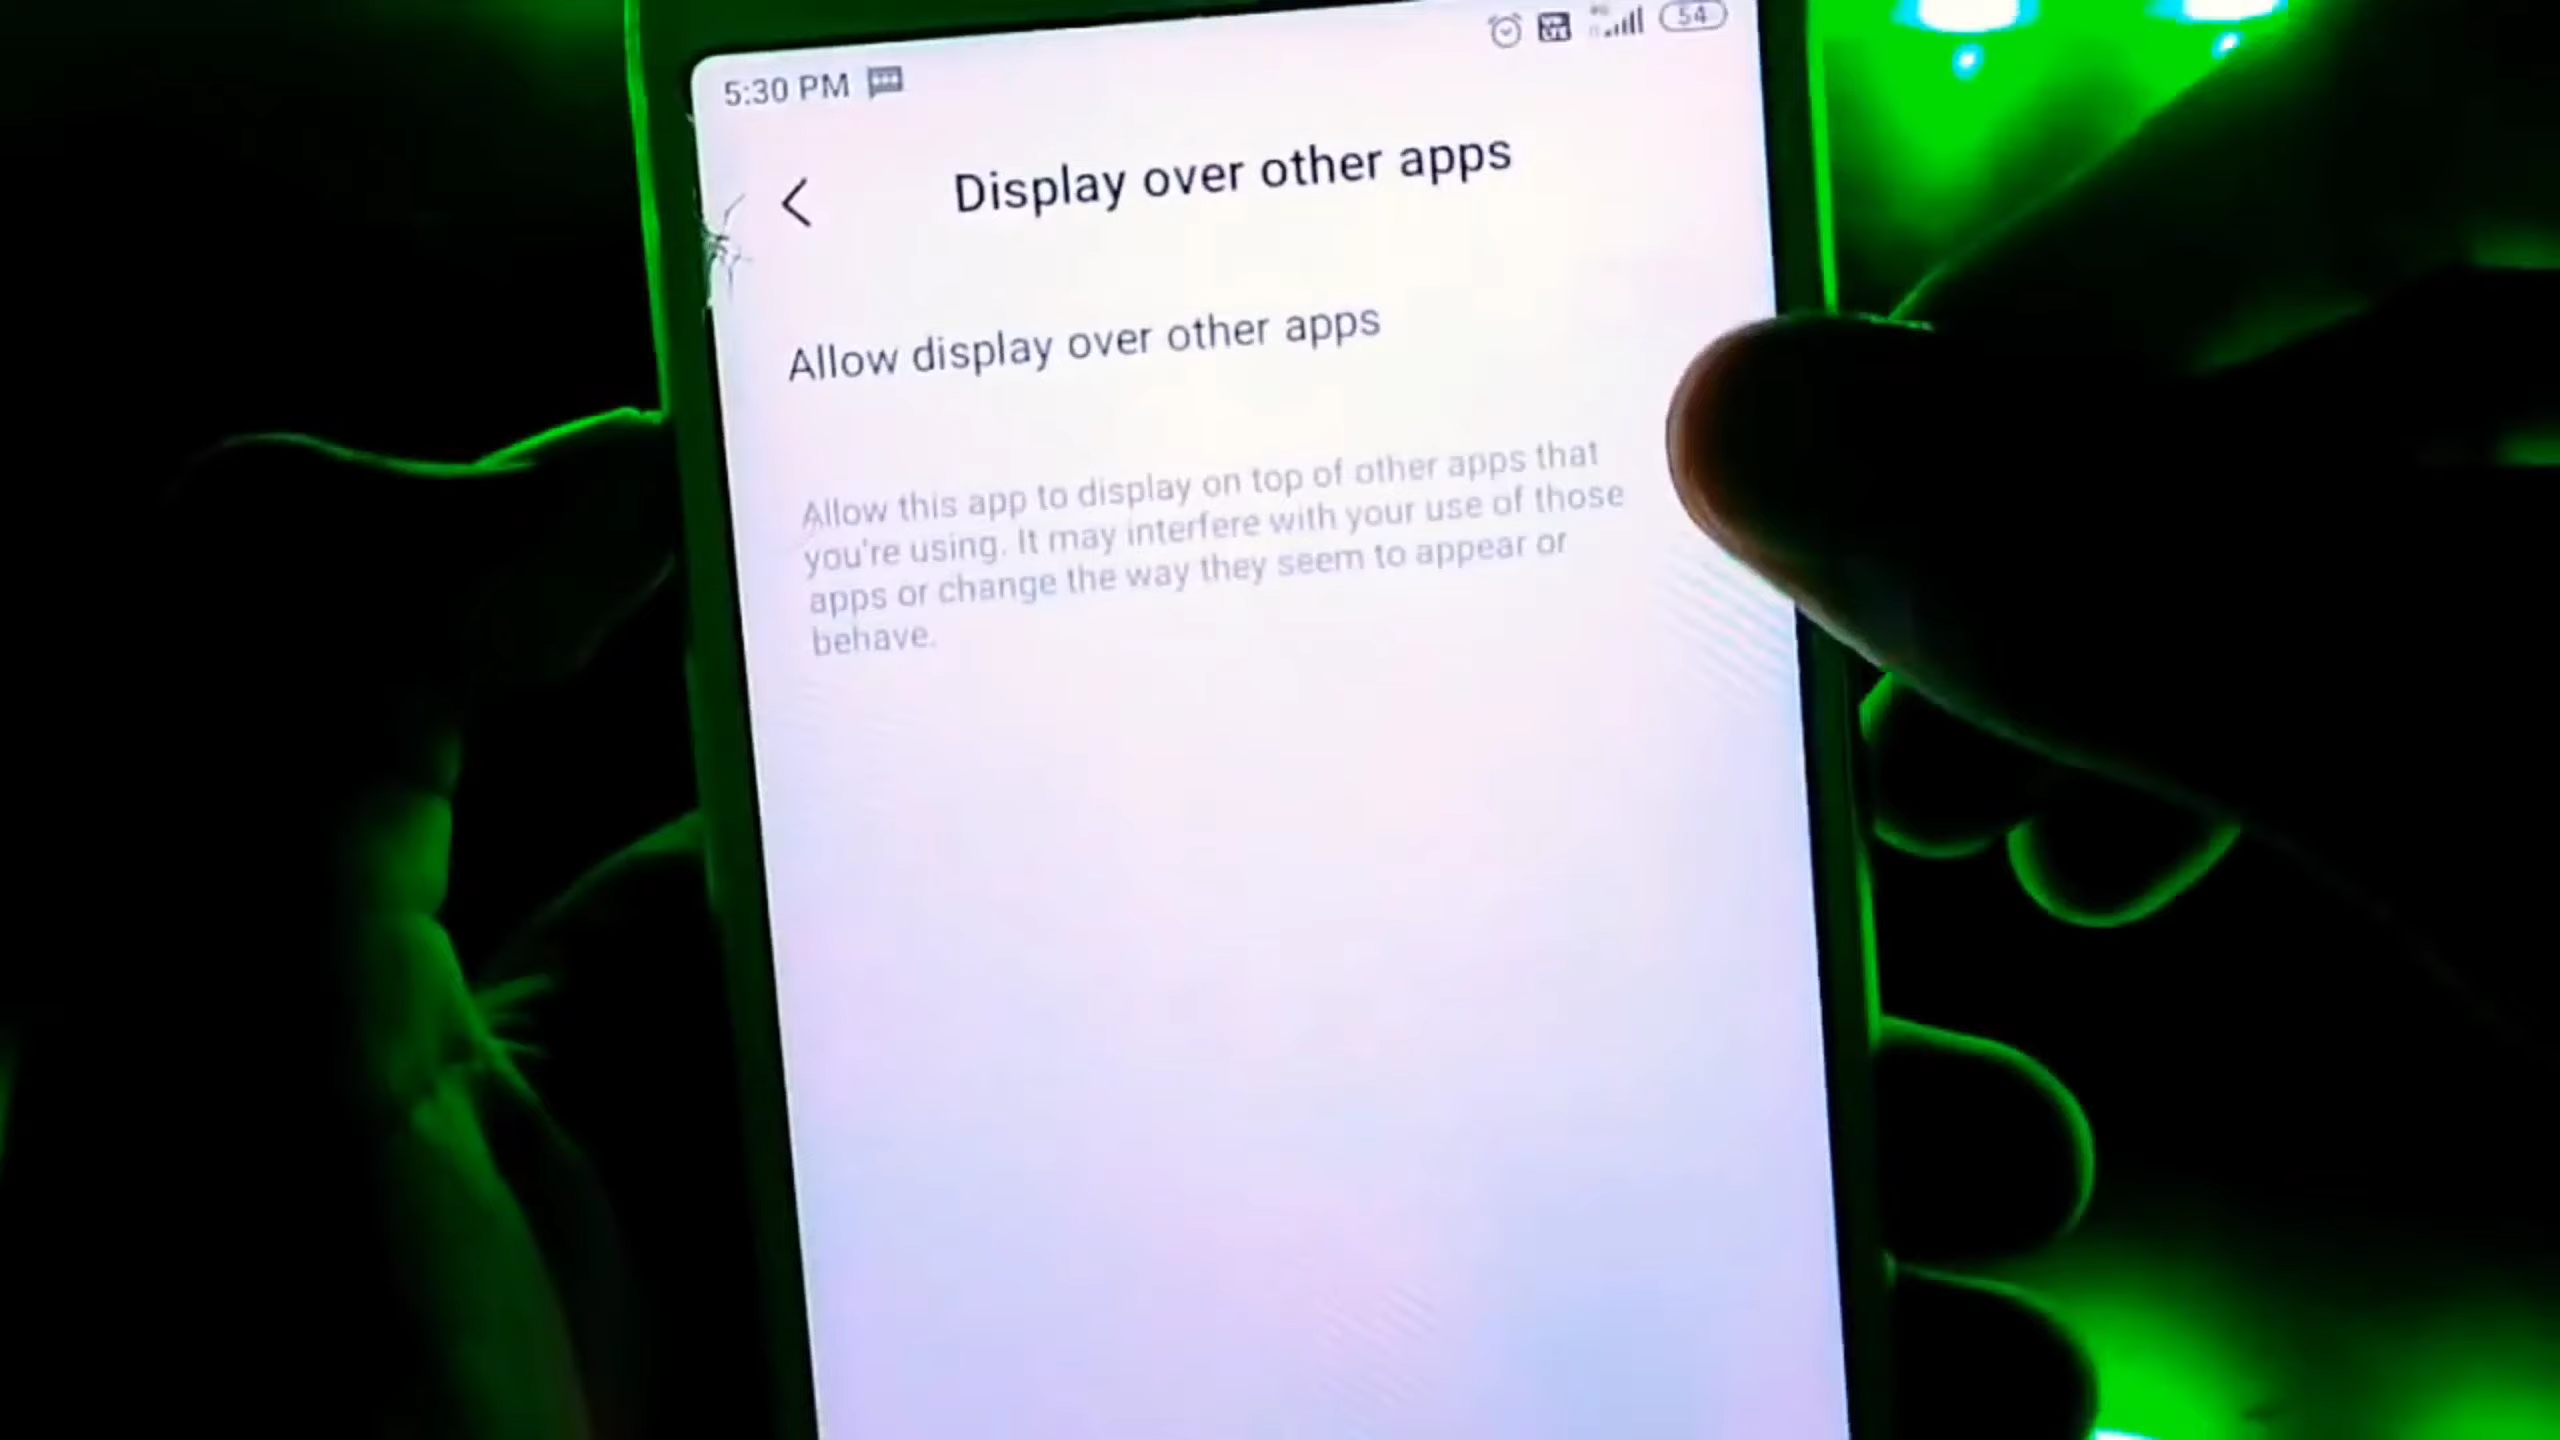 5:30 PM
54
Display over other apps
Allow display over other apps
Allow this app to display on top of other apps that
you're using. It may interfere with your use of those
apps or change the way they seem to appear or
behave.